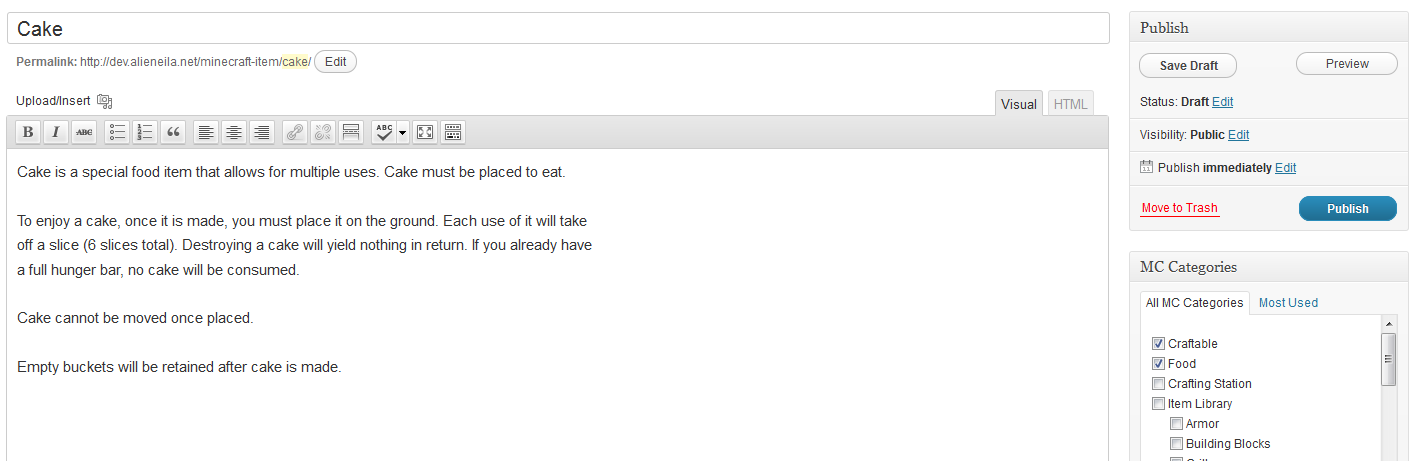 Cake
Permalink: http://dev.alieneila.net/minecraft-item/cake/ Edit
Upload/Insert
Visual
HTML
B I ABC “ ABC
Cake is a special food item that allows for multiple uses. Cake must be placed to eat.
To enjoy a cake, once it is made, you must place it on the ground. Each use of it will take
off a slice (6 slices total). Destroying a cake will yield nothing in return. If you already have
a full hunger bar, no cake will be consumed.
Cake cannot be moved once placed.
Empty buckets will be retained after cake is made.
Publish
Save Draft
Preview
Status: Draft Edit
Visibility: Public Edit
Publish immediately Edit
Move to Trash
Publish
MC Categories
All MC Categories
Most Used
Craftable
Food
Crafting Station
Item Library
Armor
Building Blocks